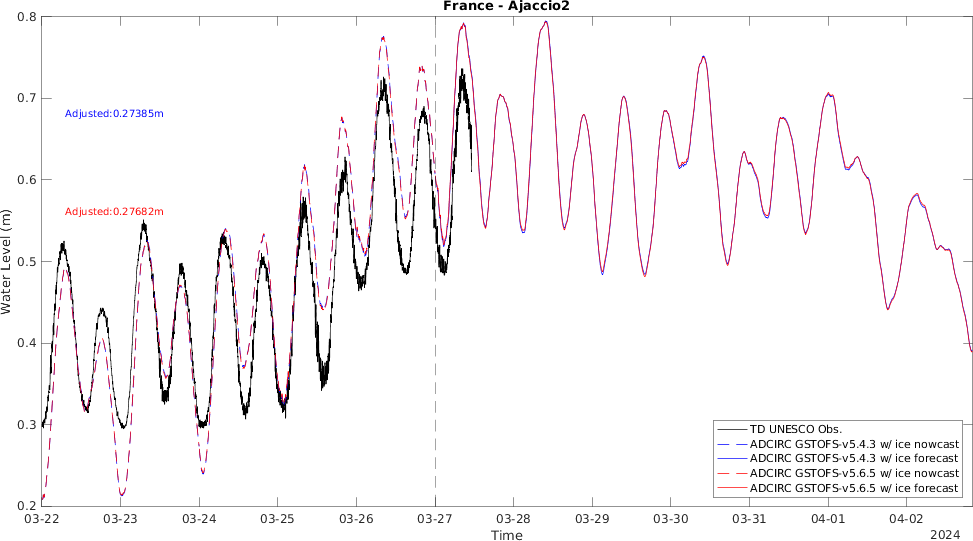 France - Ajaccio2
0.8
0.7
0.6
0.5
0.4
0.3
0.2
Water Level (m)
Adjusted:0.27385m
Adjusted:0.27682m
TD UNESCO Obs.
ADCIRC GSTOFS-v5.4.3 w/ ice nowcast
ADCIRC GSTOFS-v5.4.3 w/ ice forecast
ADCIRC GSTOFS-v5.6.5 w/ ice nowcast
ADCIRC GSTOFS-v5.6.5 w/ ice forecast
03-22 03-23 03-24 03-25 03-26 03-27 03-28 03-29 03-30 03-31 04-01 04-02
Time
2024